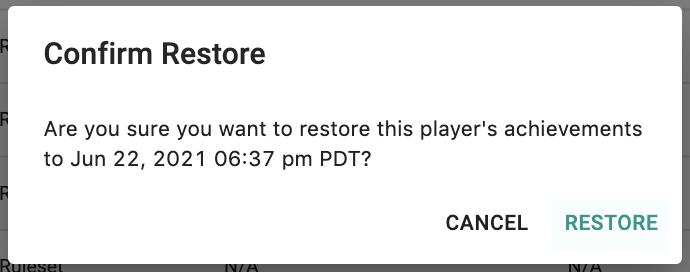 Confirm Restore
Are you sure you want to restore this player's achievements
to Jun 22, 2021 06:37 pm PDT?
CANCEL RESTORE
Ruleset N/A N/A